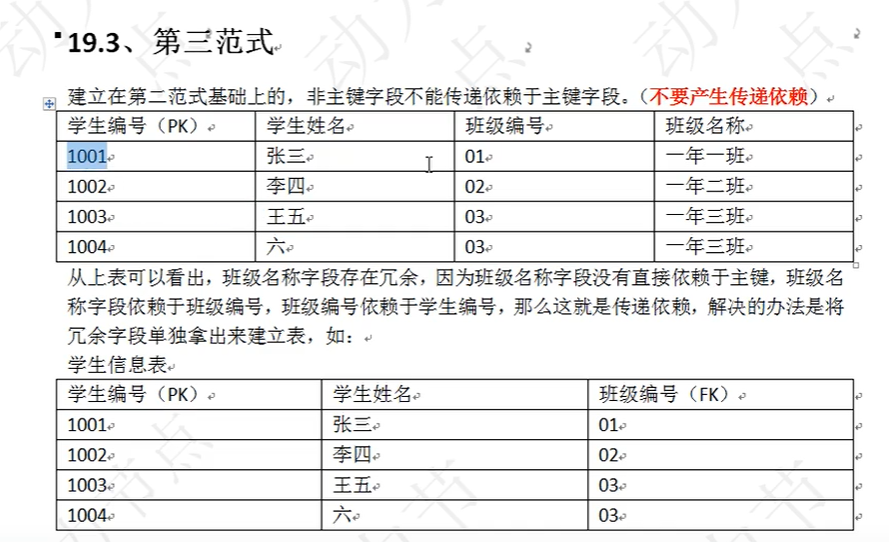 19.3、第三范式
建立在第二范式基础上的，非主键字段不能传递依赖于主键字段。（不要产生传递依赖）
学生编号（PK） 学生姓名 班级编号 班级名称
1001 张三 01 一年一班
1002 李四 02 一年二班
1003 王五 03 一年三班
1004 六 03 一年三班
从上表可以看出，班级名称字段存在冗余，因为班级名称字段没有直接依赖于主键，班级名
称字段依赖于班级编号，班级编号依赖于学生编号，那么这就是传递依赖，解决的办法是将
冗余字段单独拿出来建立表，如：
学生信息表
学生编号（PK） 学生姓名 班级编号（FK）
1001 张三 01
1002 李四 02
1003 王五 03
1004 六 03